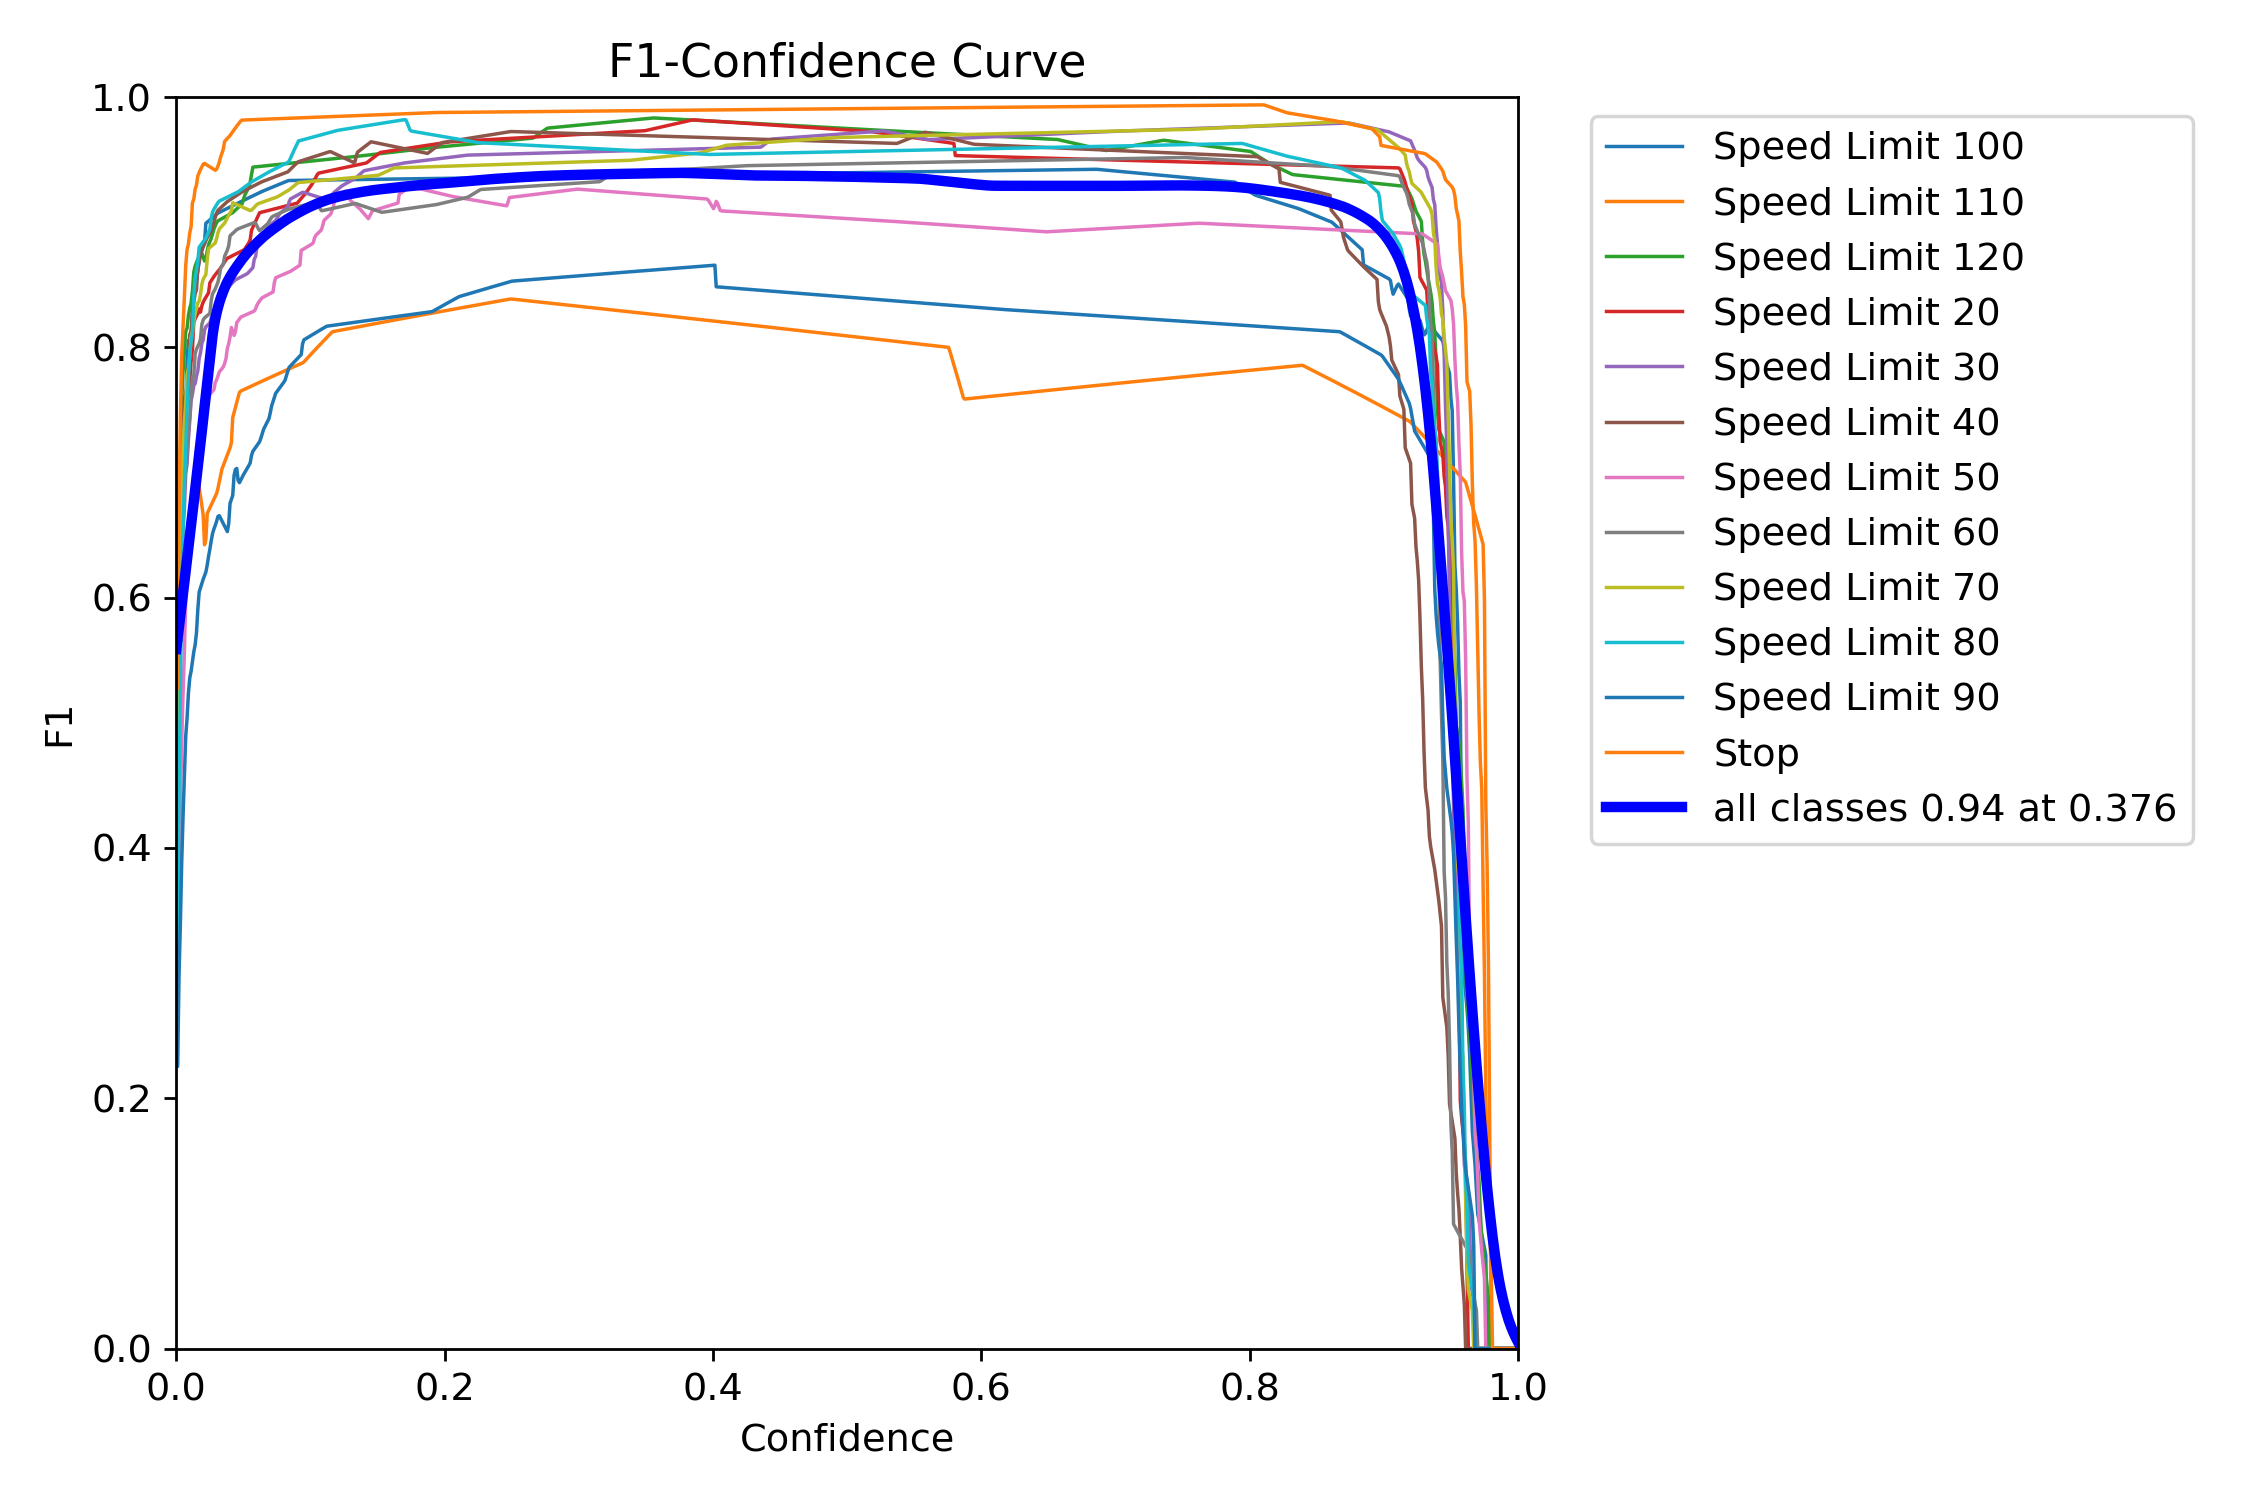 F1-Confidence Curve
1.0
0.8
0.6
0.4
0.2
0.0
F1
0.0 0.2 0.4 0.6 0.8 1.0
Confidence
Speed Limit 100
Speed Limit 110
Speed Limit 120
Speed Limit 20
Speed Limit 30
Speed Limit 40
Speed Limit 50
Speed Limit 60
Speed Limit 70
Speed Limit 80
Speed Limit 90
Stop
all classes 0.94 at 0.376